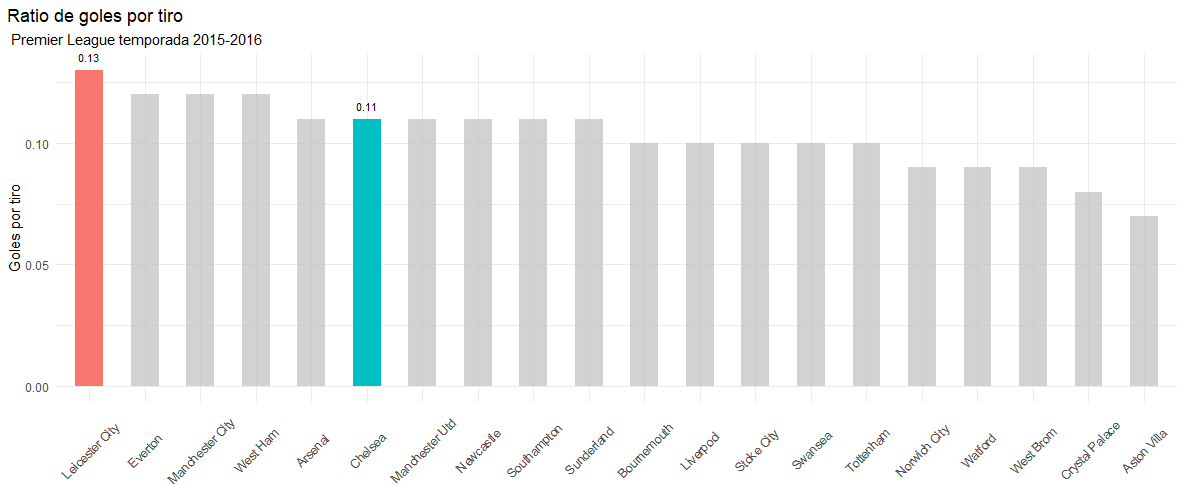 Ratio de goles por tiro
Premier League temporada 2015-2016
0.13
0.11
0.10
0.05
0.00
Goles por tiro
Leicester City
Everton
Manchester City
West Ham
Arsenal
Chelsea
Manchester Utd
Newcastle
Southampton
Sunderland
Bournemouth
Liverpool
Stoke City
Swansea
Tottenham
Norwich City
Watford
West Brom
Crystal Palace
Aston Villa